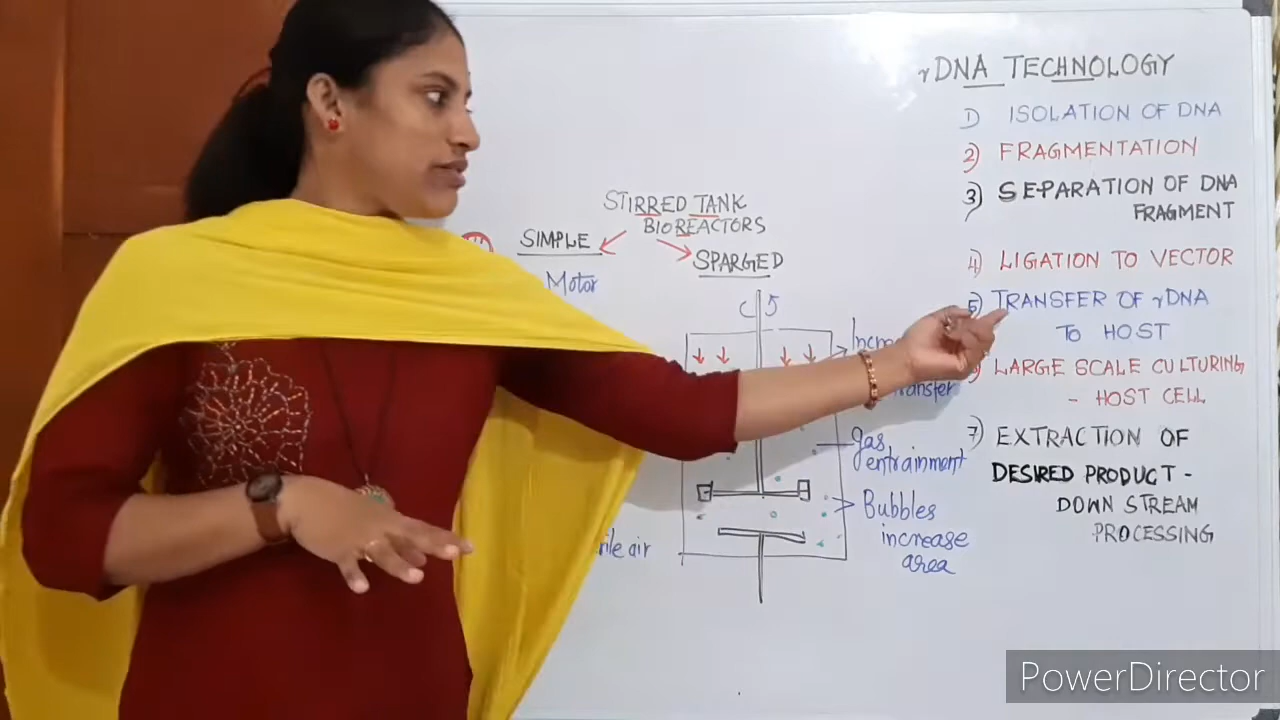 rDNA TECHNOLOGY
1) ISOLATION OF DNA
2) FRAGMENTATION
3) SEPARATION OF DNA
FRAGMENT
4) LIGATION TO VECTOR
5) TRANSFER OF rDNA
TO HOST
LARGE SCALE CULTURING
- HOST CELL
7) EXTRACTION OF
DESIRED PRODUCT -
DOWN STREAM
PROCESSING
STIRRED TANK
BIOREACTORS
SIMPLE
SPARGED
Motor
gas
entrainment
Bubbles
increase
area
air
PowerDirector